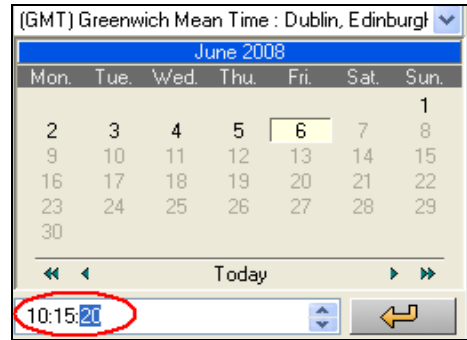 (GMT) Greenwich Mean Time : Dublin, Edinburgh
June 2008
Mon. Tue. Wed. Thu. Fri. Sat. Sun.
1
2 3 4 5 6 7 8
9 10 11 12 13 14 15
16 17 18 19 20 21 22
23 24 25 26 27 28 29
30
Today
10:15:20